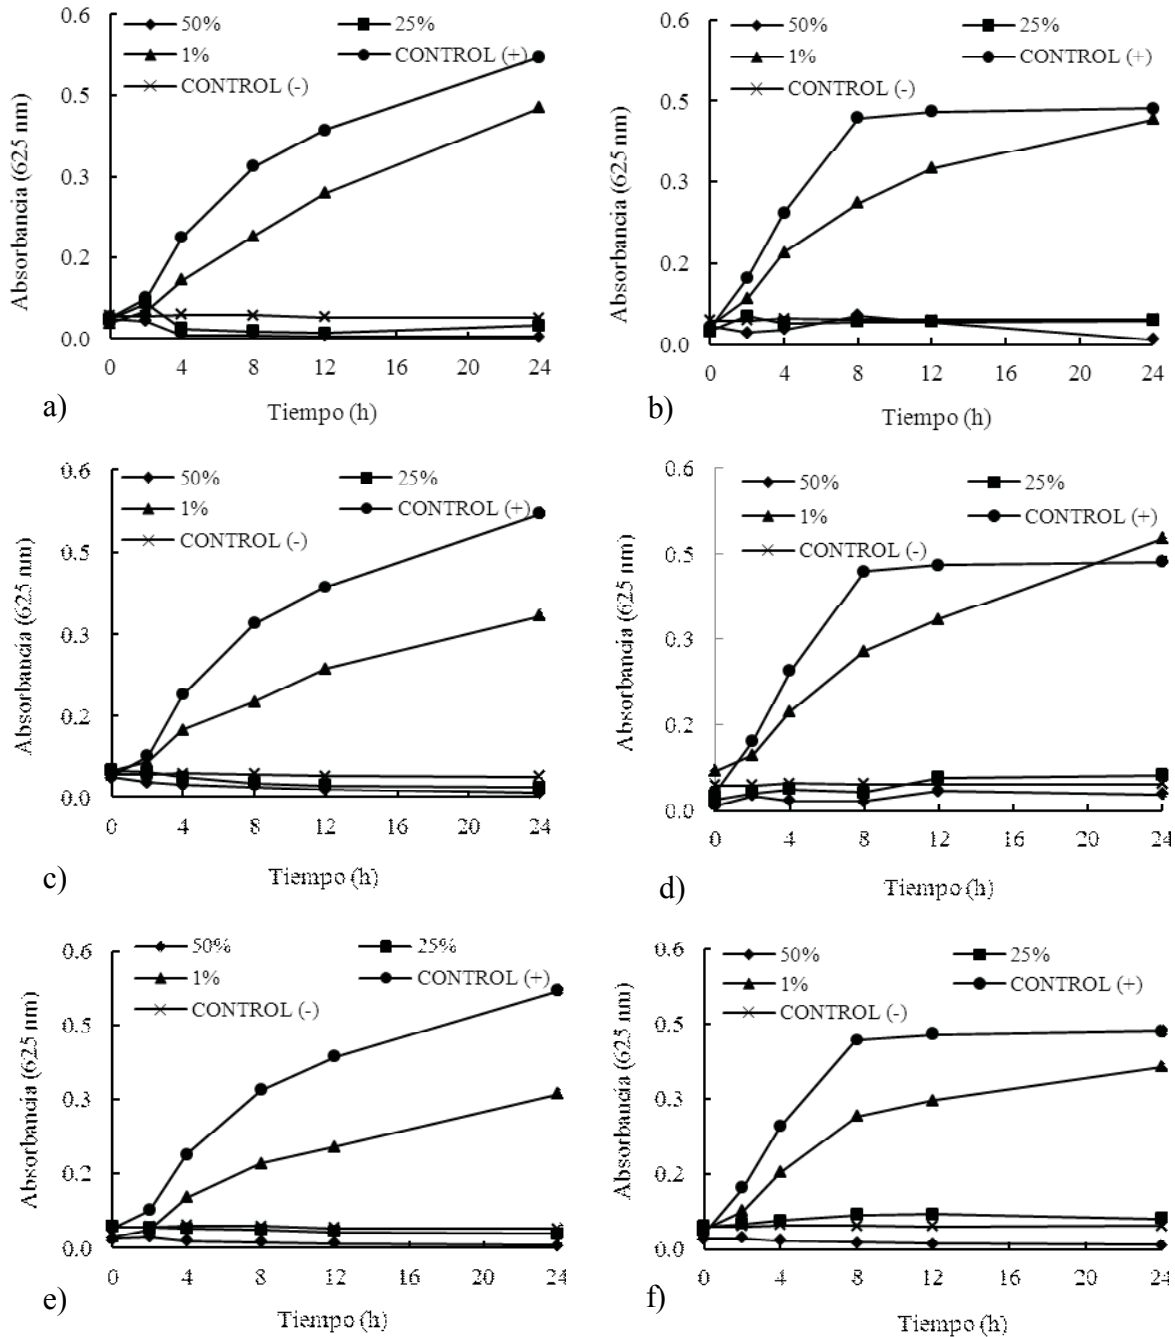 0.6
50%
25%
1%
CONTROL (+)
CONTROL (-)
0.5
0.3
0.2
0.0
Absorbancia (625 nm)
0 4 8 12 16 20 24
a)
Tiempo (h)
0.6
50%
25%
1%
CONTROL (+)
CONTROL (-)
0.5
0.3
0.2
0.0
Absorbancia (625 nm)
0 4 8 12 16 20 24
b)
Tiempo (h)
0.6
50%
25%
1%
CONTROL (+)
CONTROL (-)
0.5
0.3
0.2
0.0
Absorbancia (625 nm)
0 4 8 12 16 20 24
c)
Tiempo (h)
0.6
50%
25%
1%
CONTROL (+)
CONTROL (-)
0.5
0.3
0.2
0.0
Absorbancia (625 nm)
0 4 8 12 16 20 24
d)
Tiempo (h)
0.6
50%
25%
1%
CONTROL (+)
CONTROL (-)
0.5
0.3
0.2
0.0
Absorbancia (625 nm)
0 4 8 12 16 20 24
e)
Tiempo (h)
0.6
50%
25%
1%
CONTROL (+)
CONTROL (-)
0.5
0.3
0.2
0.0
Absorbancia (625 nm)
0 4 8 12 16 20 24
f)
Tiempo (h)